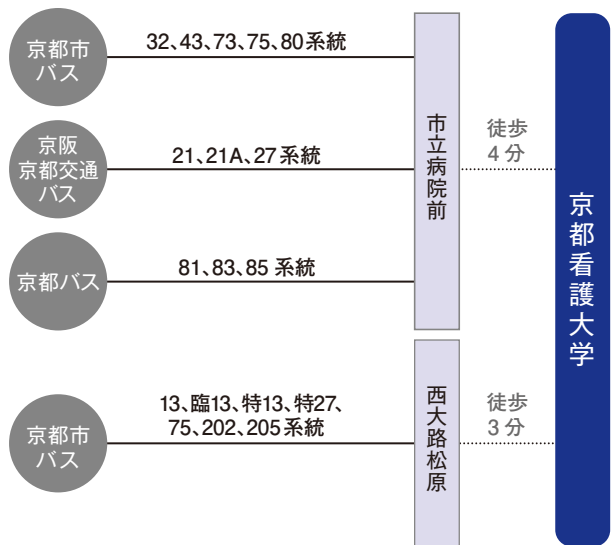 京都市
バス
32、43、73、75、80系統
京阪
京都交通
バス
21、21A、27系統
京都バス
81、83、85 系統
市立病院前
徒歩
4分
京都市
バス
13、臨13、特13、特27、
75、202、205系統
西大路松原
徒歩
3分
京都看護大学